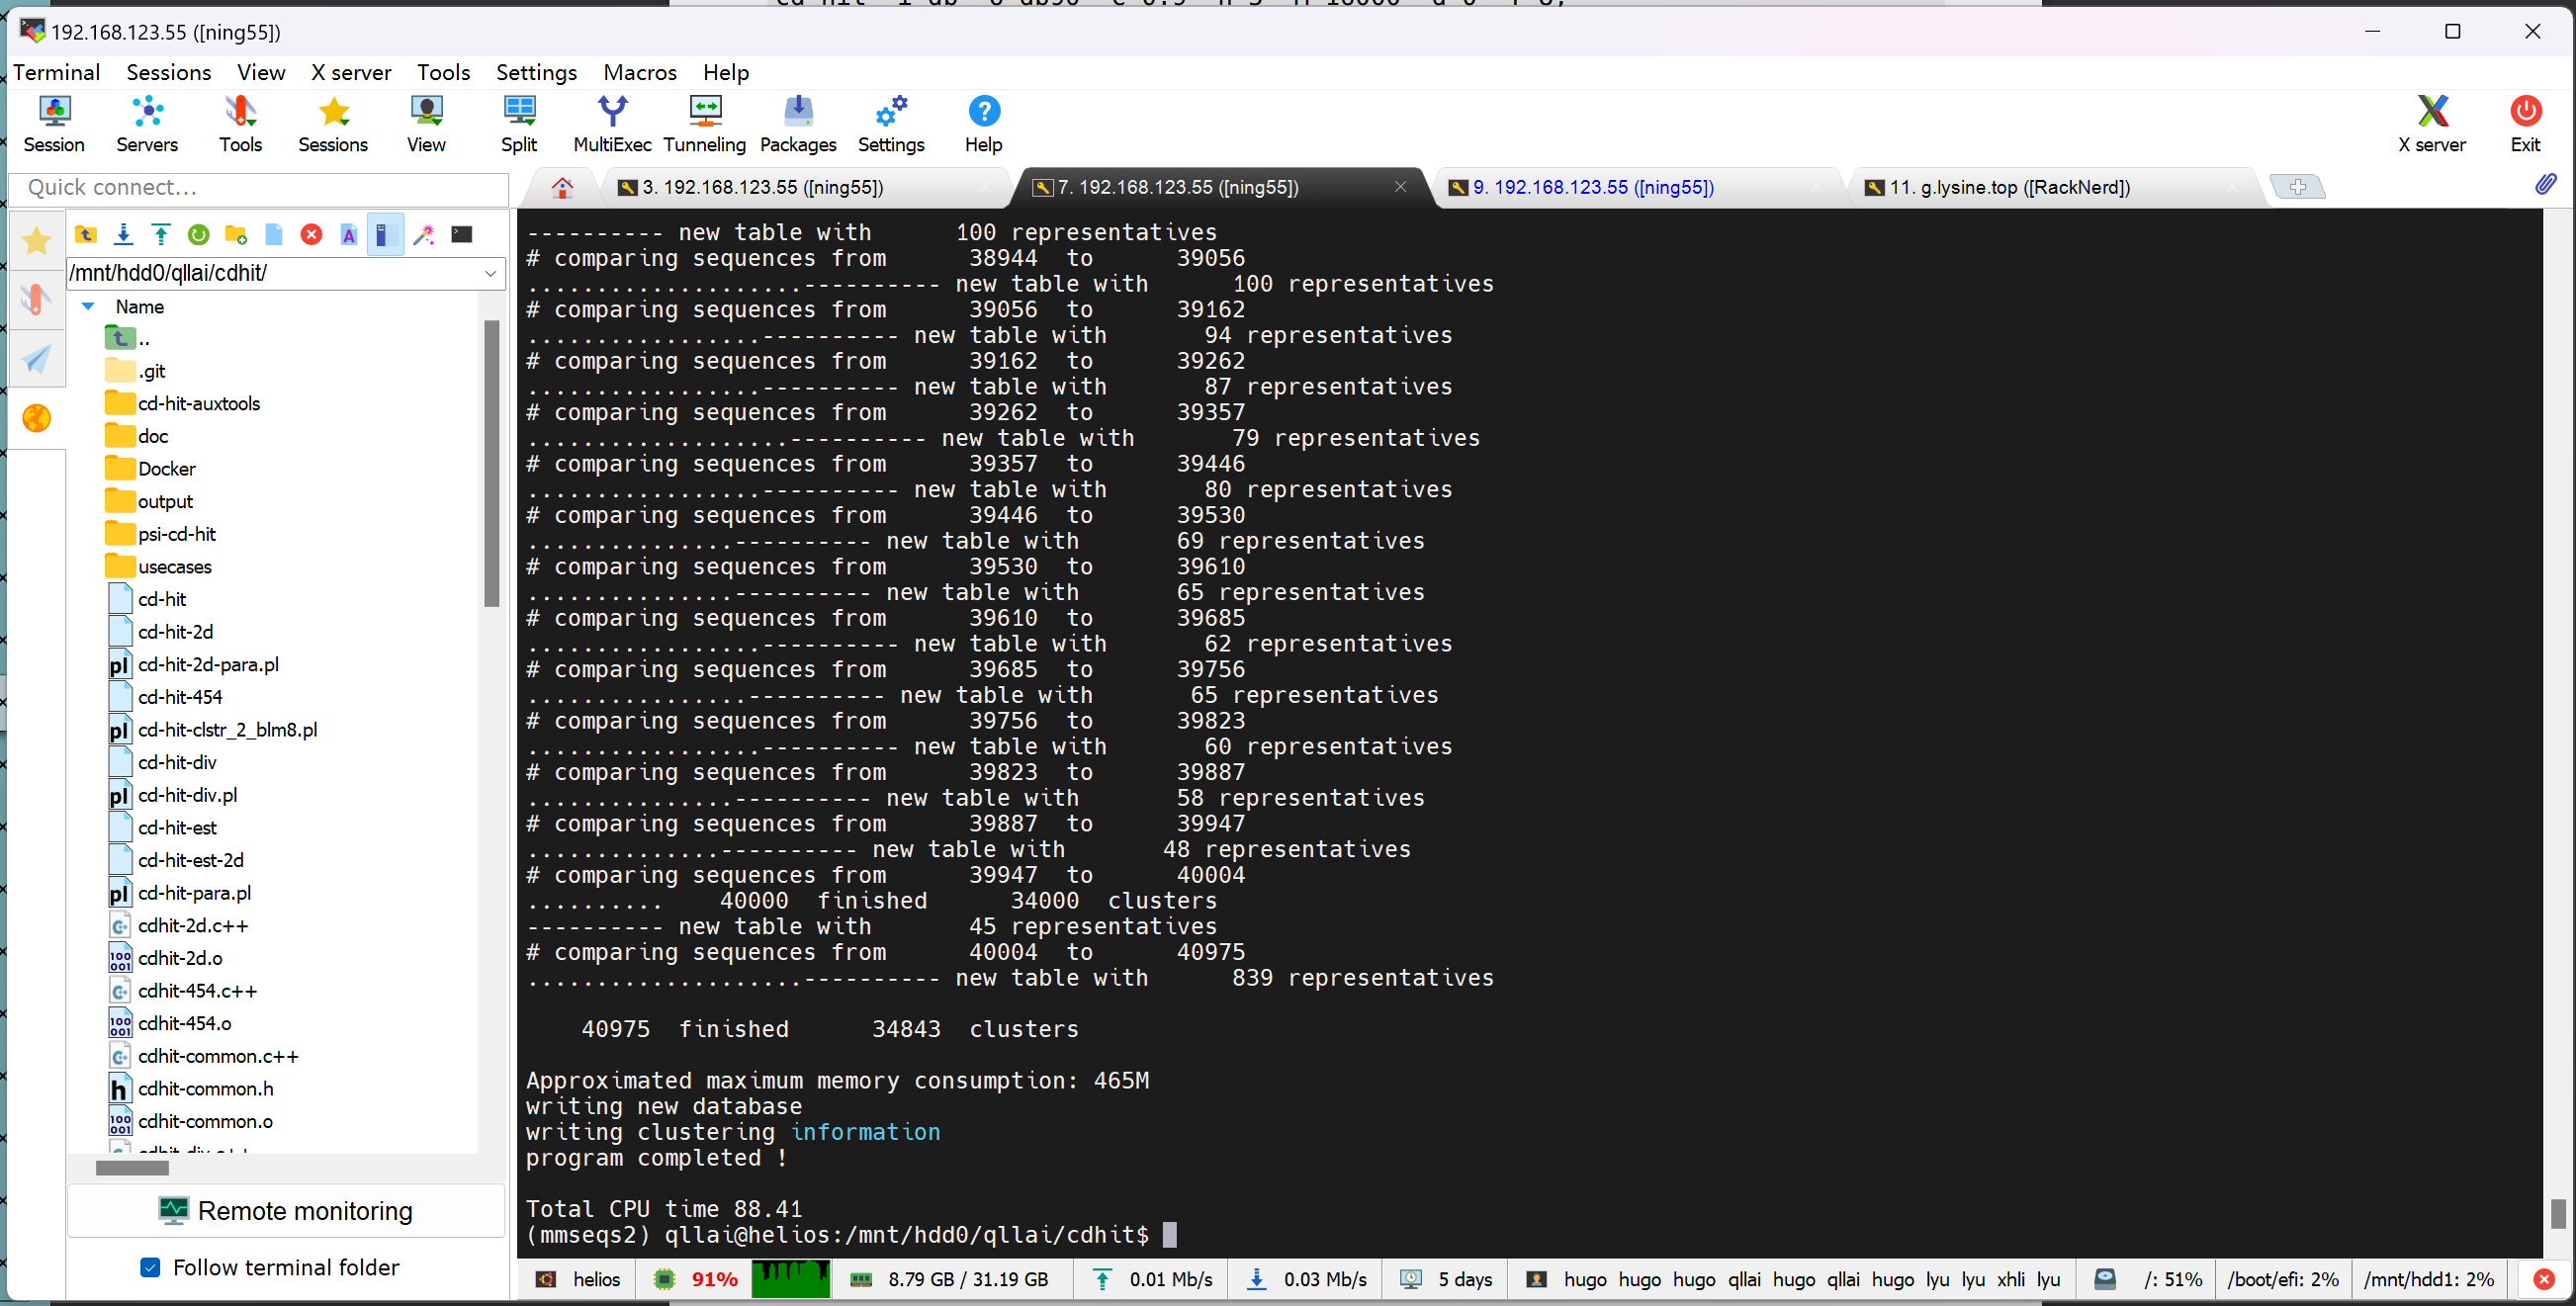 192.168.123.55 ([ning55])
Terminal Sessions View X server Tools Settings Macros Help
Session Servers Tools Sessions View Split MultiExec Tunneling Packages Settings Help X server Exit
Quick connect...
3. 192.168.123.55 ([ning55]) 7. 192.168.123.55 ([ning55]) 9. 192.168.123.55 ([ning55]) 11. g.lysine.top ([RackNerd])
/mnt/hdd0/qllai/cdhit/
Name
..
.git
cd-hit-auxtools
doc
Docker
output
psi-cd-hit
usecases
cd-hit
cd-hit-2d
cd-hit-2d-para.pl
cd-hit-454
cd-hit-clstr_2_blm8.pl
cd-hit-div
cd-hit-div.pl
cd-hit-est
cd-hit-est-2d
cd-hit-para.pl
cdhit-2d.c++
cdhit-2d.o
cdhit-454.c++
cdhit-454.o
cdhit-common.c++
cdhit-common.h
cdhit-common.o
Remote monitoring
Follow terminal folder
---------- new table with 100 representatives
# comparing sequences from 38944 to 39056
....................---------- new table with 100 representatives
# comparing sequences from 39056 to 39162
.................---------- new table with 94 representatives
# comparing sequences from 39162 to 39262
.................---------- new table with 87 representatives
# comparing sequences from 39262 to 39357
...................---------- new table with 79 representatives
# comparing sequences from 39357 to 39446
.................---------- new table with 80 representatives
# comparing sequences from 39446 to 39530
...............---------- new table with 69 representatives
# comparing sequences from 39530 to 39610
...............---------- new table with 65 representatives
# comparing sequences from 39610 to 39685
.................---------- new table with 62 representatives
# comparing sequences from 39685 to 39756
................---------- new table with 65 representatives
# comparing sequences from 39756 to 39823
.................---------- new table with 60 representatives
# comparing sequences from 39823 to 39887
...............---------- new table with 58 representatives
# comparing sequences from 39887 to 39947
..............---------- new table with 48 representatives
# comparing sequences from 39947 to 40004
.......... 40000 finished 34000 clusters
---------- new table with 45 representatives
# comparing sequences from 40004 to 40975
....................---------- new table with 839 representatives
40975 finished 34843 clusters
Approximated maximum memory consumption: 465M
writing new database
writing clustering information
program completed !
Total CPU time 88.41
(mmseqs2) qllai@helios:/mnt/hdd0/qllai/cdhit$
helios 91% 8.79 GB / 31.19 GB 0.01 Mb/s 0.03 Mb/s 5 days hugo hugo hugo qllai hugo qllai hugo lyu lyu xhli lyu /: 51% /boot/efi: 2% /mnt/hdd1: 2%